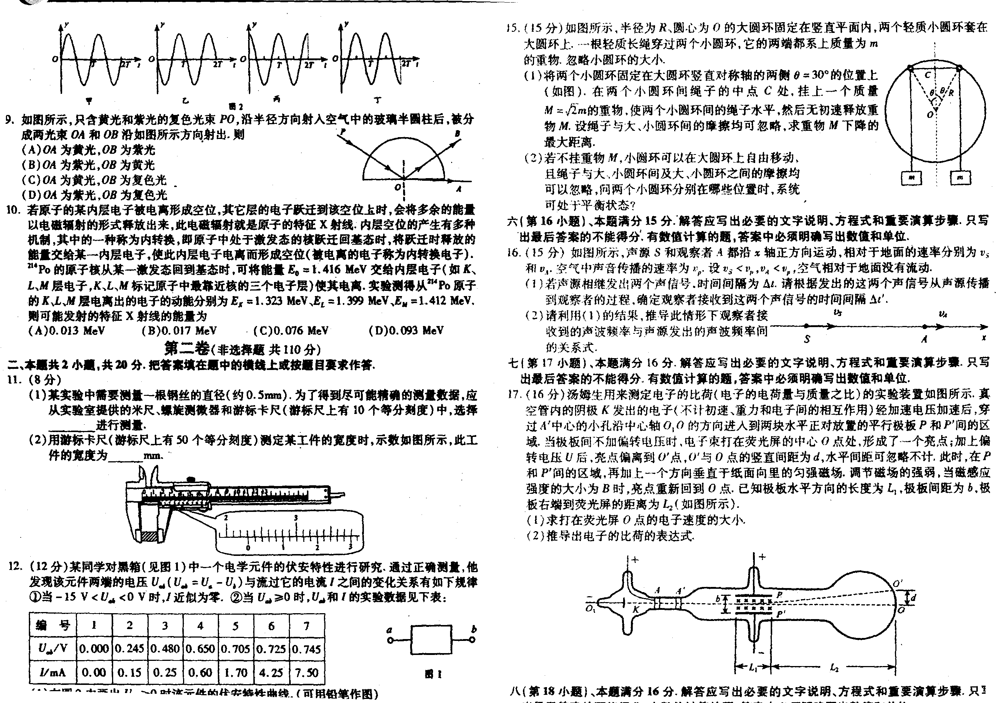 y y y y
O T 2T t O T 2T t O T 2T t O T 2T t
甲 乙 丙 丁
图2
9. 如图所示,只含黄光和紫光的复色光束 PO,沿半径方向射入空气中的玻璃半圆柱后,被分
成两光束 OA 和 OB 沿如图所示方向射出.则
(A)OA 为黄光,OB 为紫光
(B)OA 为紫光,OB 为黄光
(C)OA 为黄光,OB 为复色光
(D)OA 为紫光,OB 为复色光
P B
O A
10. 若原子的某内层电子被电离形成空位,其它层的电子跃迁到该空位上时,会将多余的能量
以电磁辐射的形式释放出来,此电磁辐射就是原子的特征 X 射线.内层空位的产生有多种
机制,其中的一种称为内转换,即原子中处于激发态的核跃迁回基态时,将跃迁时释放的
能量交给某一内层电子,使此内层电子电离而形成空位(被电离的电子称为内转换电子).
²¹⁴Po 的原子核从某一激发态回到基态时,可将能量 E₀ = 1.416 MeV 交给内层电子(如 K、
L、M 层电子,K、L、M 标记原子中最靠近核的三个电子层)使其电离.实验测得从²¹⁴Po 原子
的 K、L、M 层电离出的电子的动能分别为 E_K = 1.323 MeV、E_L = 1.399 MeV、E_M = 1.412 MeV.
则可能发射的特征 X 射线的能量为
(A)0.013 MeV (B)0.017 MeV (C)0.076 MeV (D)0.093 MeV
第二卷(非选择题 共110分)
二、本题共2小题,共20分.把答案填在题中的横线上或按题目要求作答.
11. (8分)
(1)某实验中需要测量一根钢丝的直径(约0.5mm).为了得到尽可能精确的测量数据,应
从实验室提供的米尺、螺旋测微器和游标卡尺(游标尺上有10个等分刻度)中,选择
______进行测量.
(2)用游标卡尺(游标尺上有50个等分刻度)测定某工件的宽度时,示数如图所示,此工
件的宽度为______mm.
2 3
0 1 2 3
12. (12分)某同学对黑箱(见图1)中一个电学元件的伏安特性进行研究.通过正确测量,他
发现该元件两端的电压 U_ab(U_ab = U_a - U_b)与流过它的电流 I 之间的变化关系有如下规律
①当 -15 V < U_ab < 0 V 时,I 近似为零. ②当 U_ab ≥ 0 时,U_ab和 I 的实验数据见下表:
编 号 1 2 3 4 5 6 7
U_ab/V 0.000 0.245 0.480 0.650 0.705 0.725 0.745
I/mA 0.00 0.15 0.25 0.60 1.70 4.25 7.50
a b
图1
时该元件的伏安特性曲线.(可用铅笔作图)
15. (15分)如图所示,半径为 R、圆心为 O 的大圆环固定在竖直平面内,两个轻质小圆环套在
大圆环上.一根轻质长绳穿过两个小圆环,它的两端都系上质量为 m
的重物.忽略小圆环的大小.
(1)将两个小圆环固定在大圆环竖直对称轴的两侧 θ = 30°的位置上
(如图).在两个小圆环间绳子的中点 C 处,挂上一个质量
M = √2m的重物,使两个小圆环间的绳子水平,然后无初速释放重
物 M.设绳子与大、小圆环间的摩擦均可忽略,求重物 M 下降的
最大距离.
(2)若不挂重物 M,小圆环可以在大圆环上自由移动,
且绳子与大、小圆环间及大、小圆环之间的摩擦均
可以忽略,问两个小圆环分别在哪些位置时,系统
可处于平衡状态?
C
θ θ R
O
m m
六(第16小题)、本题满分15分.解答应写出必要的文字说明、方程式和重要演算步骤.只写
出最后答案的不能得分.有数值计算的题,答案中必须明确写出数值和单位.
16. (15分) 如图所示,声源 S 和观察者 A 都沿 x 轴正方向运动,相对于地面的速率分别为 v_S
和 v_A.空气中声音传播的速率为 v_p.设 v_S < v_p,v_A < v_p,空气相对于地面没有流动.
(1)若声源相继发出两个声信号.时间间隔为 Δt.请根据发出的这两个声信号从声源传播
到观察者的过程,确定观察者接收到这两个声信号的时间间隔 Δt′.
(2)请利用(1)的结果,推导此情形下观察者接
收到的声波频率与声源发出的声波频率间
的关系式.
v_S v_A
S A x
七(第17小题)、本题满分16分.解答应写出必要的文字说明、方程式和重要演算步骤.只写
出最后答案的不能得分.有数值计算的题,答案中必须明确写出数值和单位.
17. (16分)汤姆生用来测定电子的比荷(电子的电荷量与质量之比)的实验装置如图所示.真
空管内的阴极 K 发出的电子(不计初速、重力和电子间的相互作用)经加速电压加速后,穿
过 A′中心的小孔沿中心轴 O₁O 的方向进入到两块水平正对放置的平行极板 P 和 P′间的区
域.当极板间不加偏转电压时,电子束打在荧光屏的中心 O 点处,形成了一个亮点;加上偏
转电压 U 后,亮点偏离到 O′点,O′与 O 点的竖直间距为 d,水平间距可忽略不计.此时,在 P
和 P′间的区域,再加上一个方向垂直于纸面向里的匀强磁场.调节磁场的强弱,当磁感应
强度的大小为 B 时,亮点重新回到 O 点.已知极板水平方向的长度为 L₁,极板间距为 b,极
板右端到荧光屏的距离为 L₂(如图所示).
(1)求打在荧光屏 O 点的电子速度的大小.
(2)推导出电子的比荷的表达式.
+ +
A A′ b P O′
− O₁ K P′ d O
−
L₁ L₂
八(第18小题)、本题满分16分.解答应写出必要的文字说明、方程式和重要演算步骤.只写